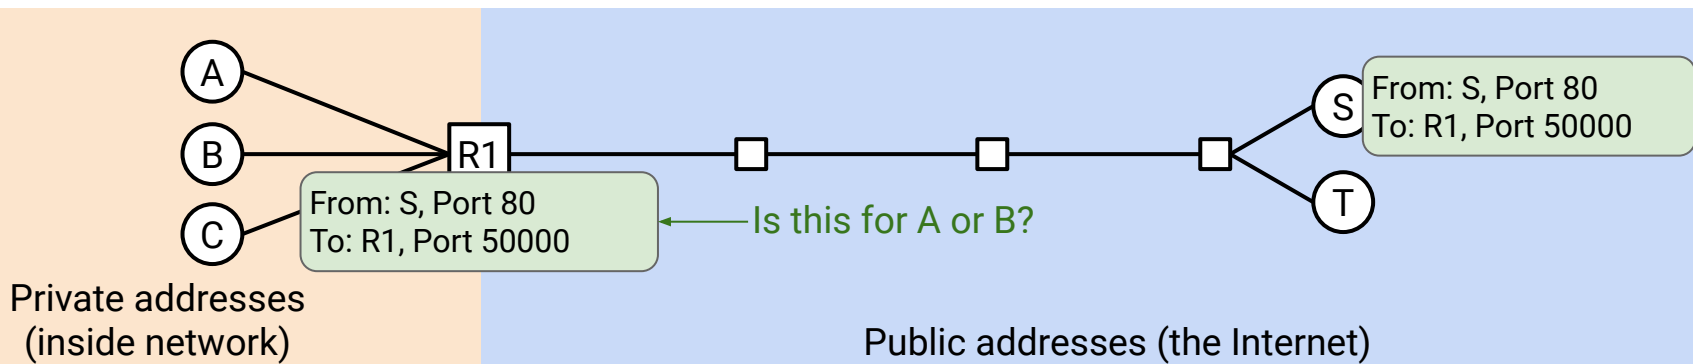 A
B
C
R1
S
T
From: S, Port 80
To: R1, Port 50000
From: S, Port 80
To: R1, Port 50000
Is this for A or B?
Private addresses
(inside network)
Public addresses (the Internet)